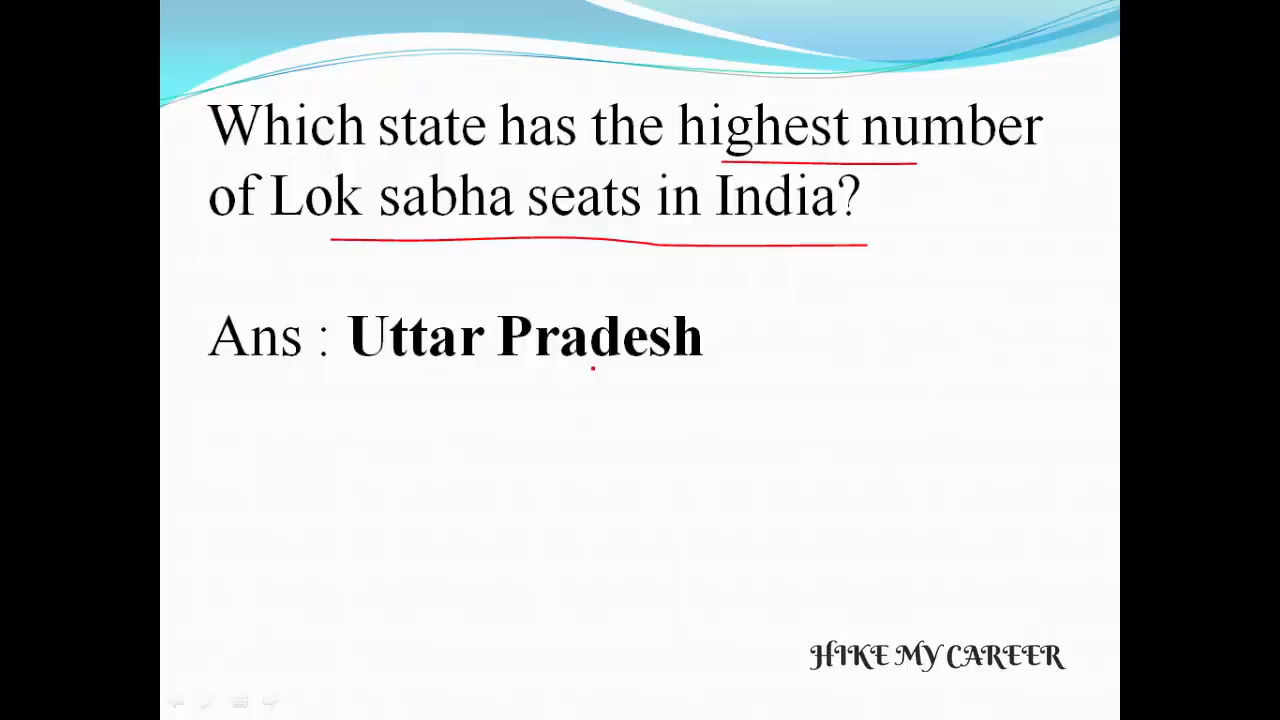 Which state has the highest number
of Lok sabha seats in India?
Ans : Uttar Pradesh
HIKE MY CAREER